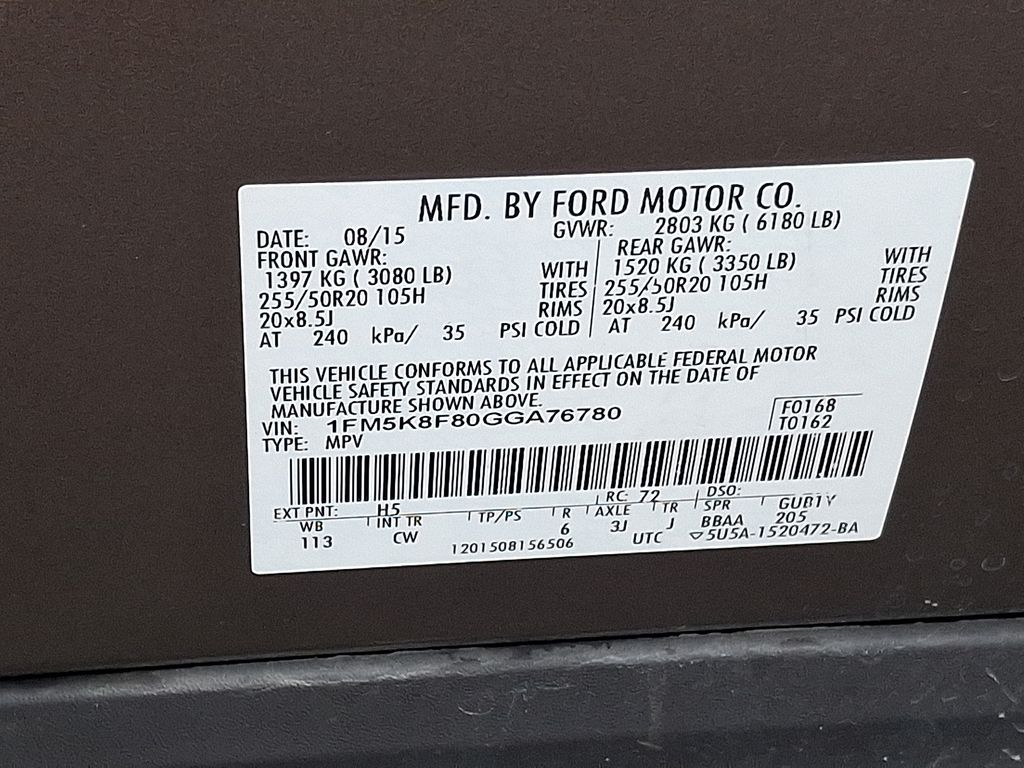 MFD. BY FORD MOTOR CO.
DATE: 08/15 GVWR: 2803 KG ( 6180 LB)
FRONT GAWR: REAR GAWR:
1397 KG ( 3080 LB) WITH 1520 KG ( 3350 LB) WITH
255/50R20 105H TIRES 255/50R20 105H TIRES
20x8.5J RIMS 20x8.5J RIMS
AT 240 kPa/ 35 PSI COLD AT 240 kPa/ 35 PSI COLD
THIS VEHICLE CONFORMS TO ALL APPLICABLE FEDERAL MOTOR
VEHICLE SAFETY STANDARDS IN EFFECT ON THE DATE OF
MANUFACTURE SHOWN ABOVE.
VIN: 1FM5K8F80GGA76780 F0168
TYPE: MPV T0162
EXT PNT: H5 RC: 72 DSO:
WB INT TR TP/PS R AXLE TR SPR GUB1Y
113 CW 6 3J J BBAA 205
1201508156506 UTC ▽5U5A-1520472-BA